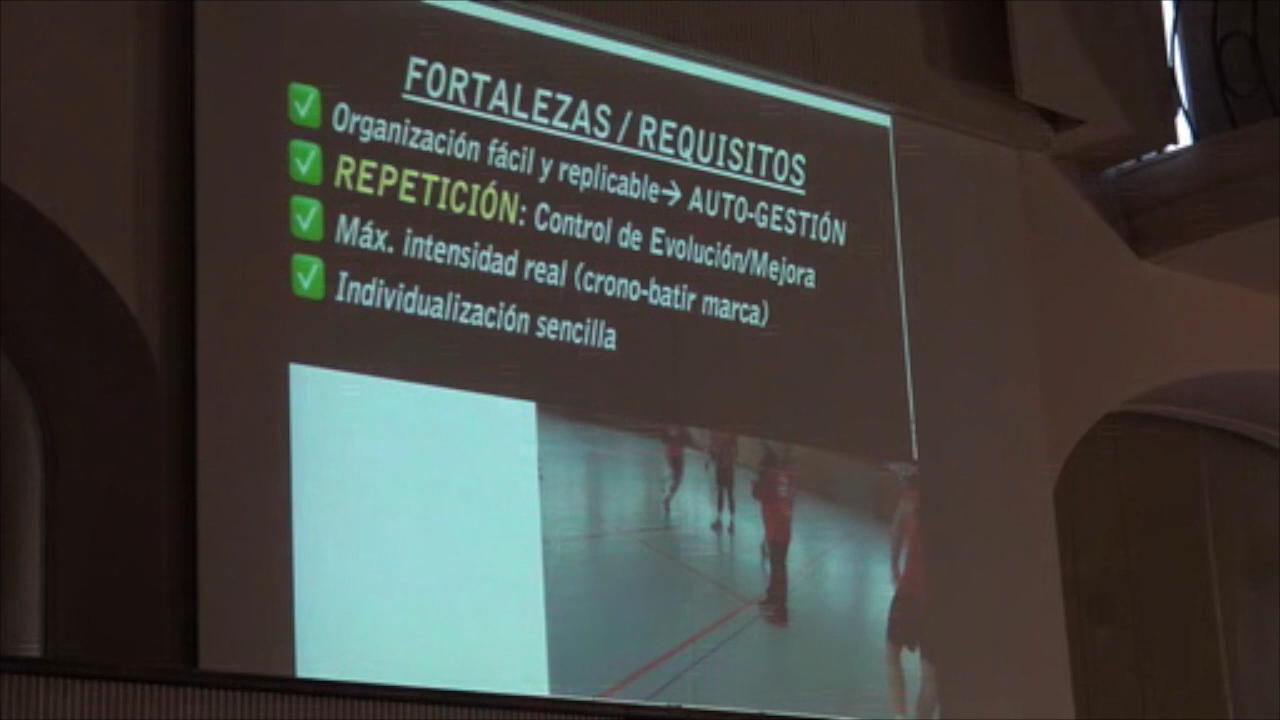 FORTALEZAS / REQUISITOS
Organización fácil y replicable→ AUTO-GESTIÓN
REPETICIÓN: Control de Evolución/Mejora
Máx. intensidad real (crono-batir marca)
Individualización sencilla